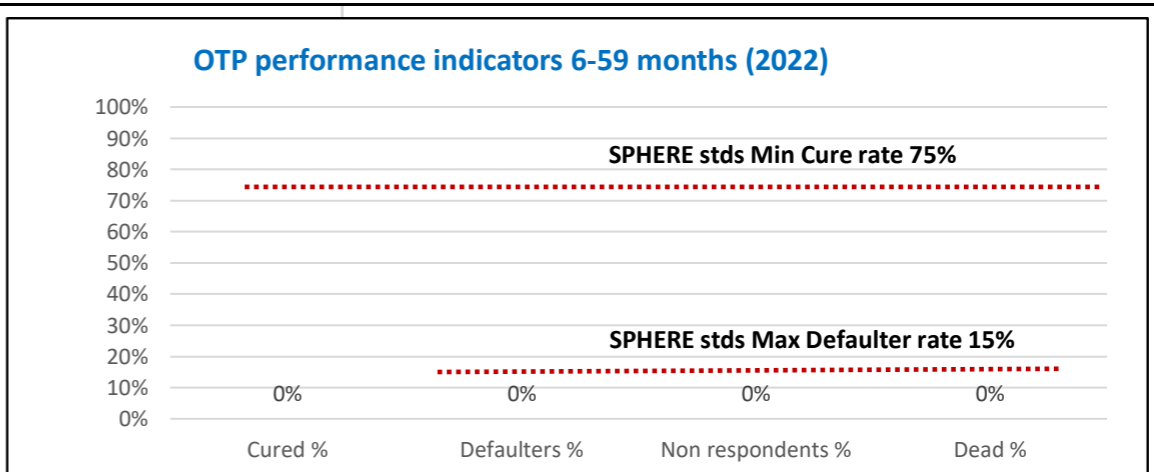 OTP performance indicators 6-59 months (2022)
100%
90%
SPHERE stds Min Cure rate 75%
80%
70%
60%
50%
40%
30%
SPHERE stds Max Defaulter rate 15%
20%
10%
0% 0% 0% 0%
0%
Cured % Defaulters % Non respondents % Dead %